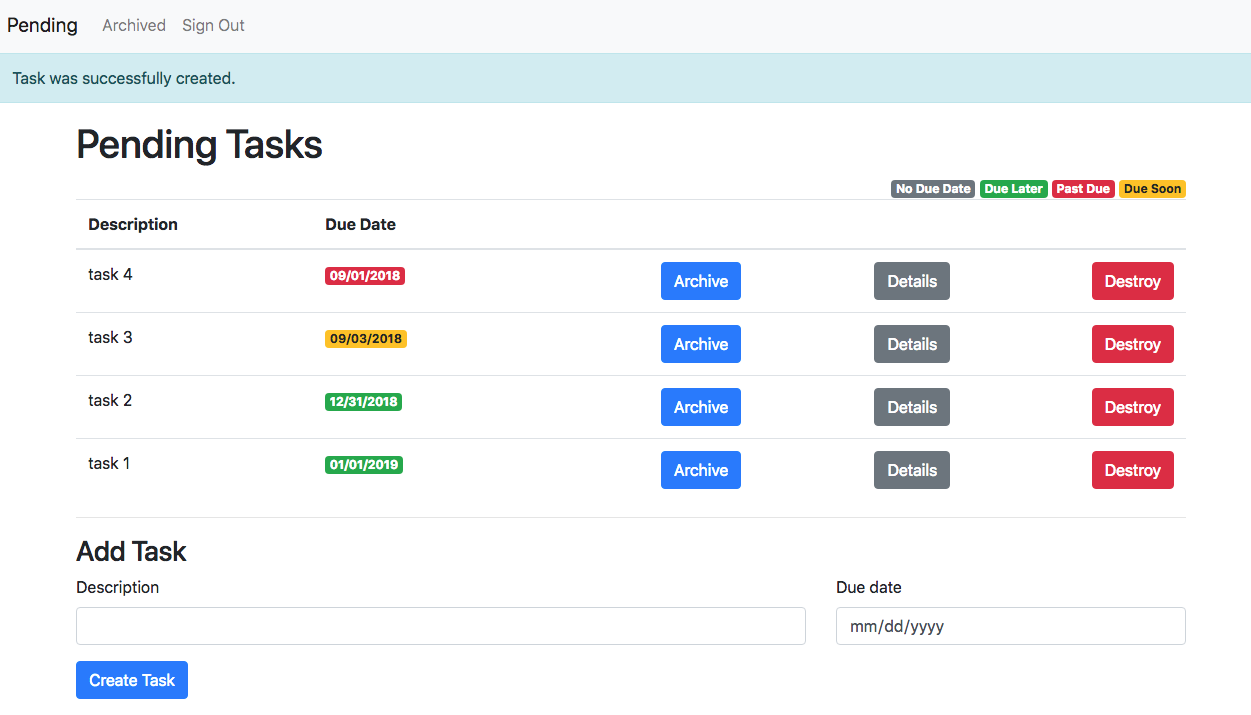 Pending Archived Sign Out
Task was successfully created.
Pending Tasks
No Due Date Due Later Past Due Due Soon
Description Due Date
task 4 09/01/2018 Archive Details Destroy
task 3 09/03/2018 Archive Details Destroy
task 2 12/31/2018 Archive Details Destroy
task 1 01/01/2019 Archive Details Destroy
Add Task
Description Due date
mm/dd/yyyy
Create Task